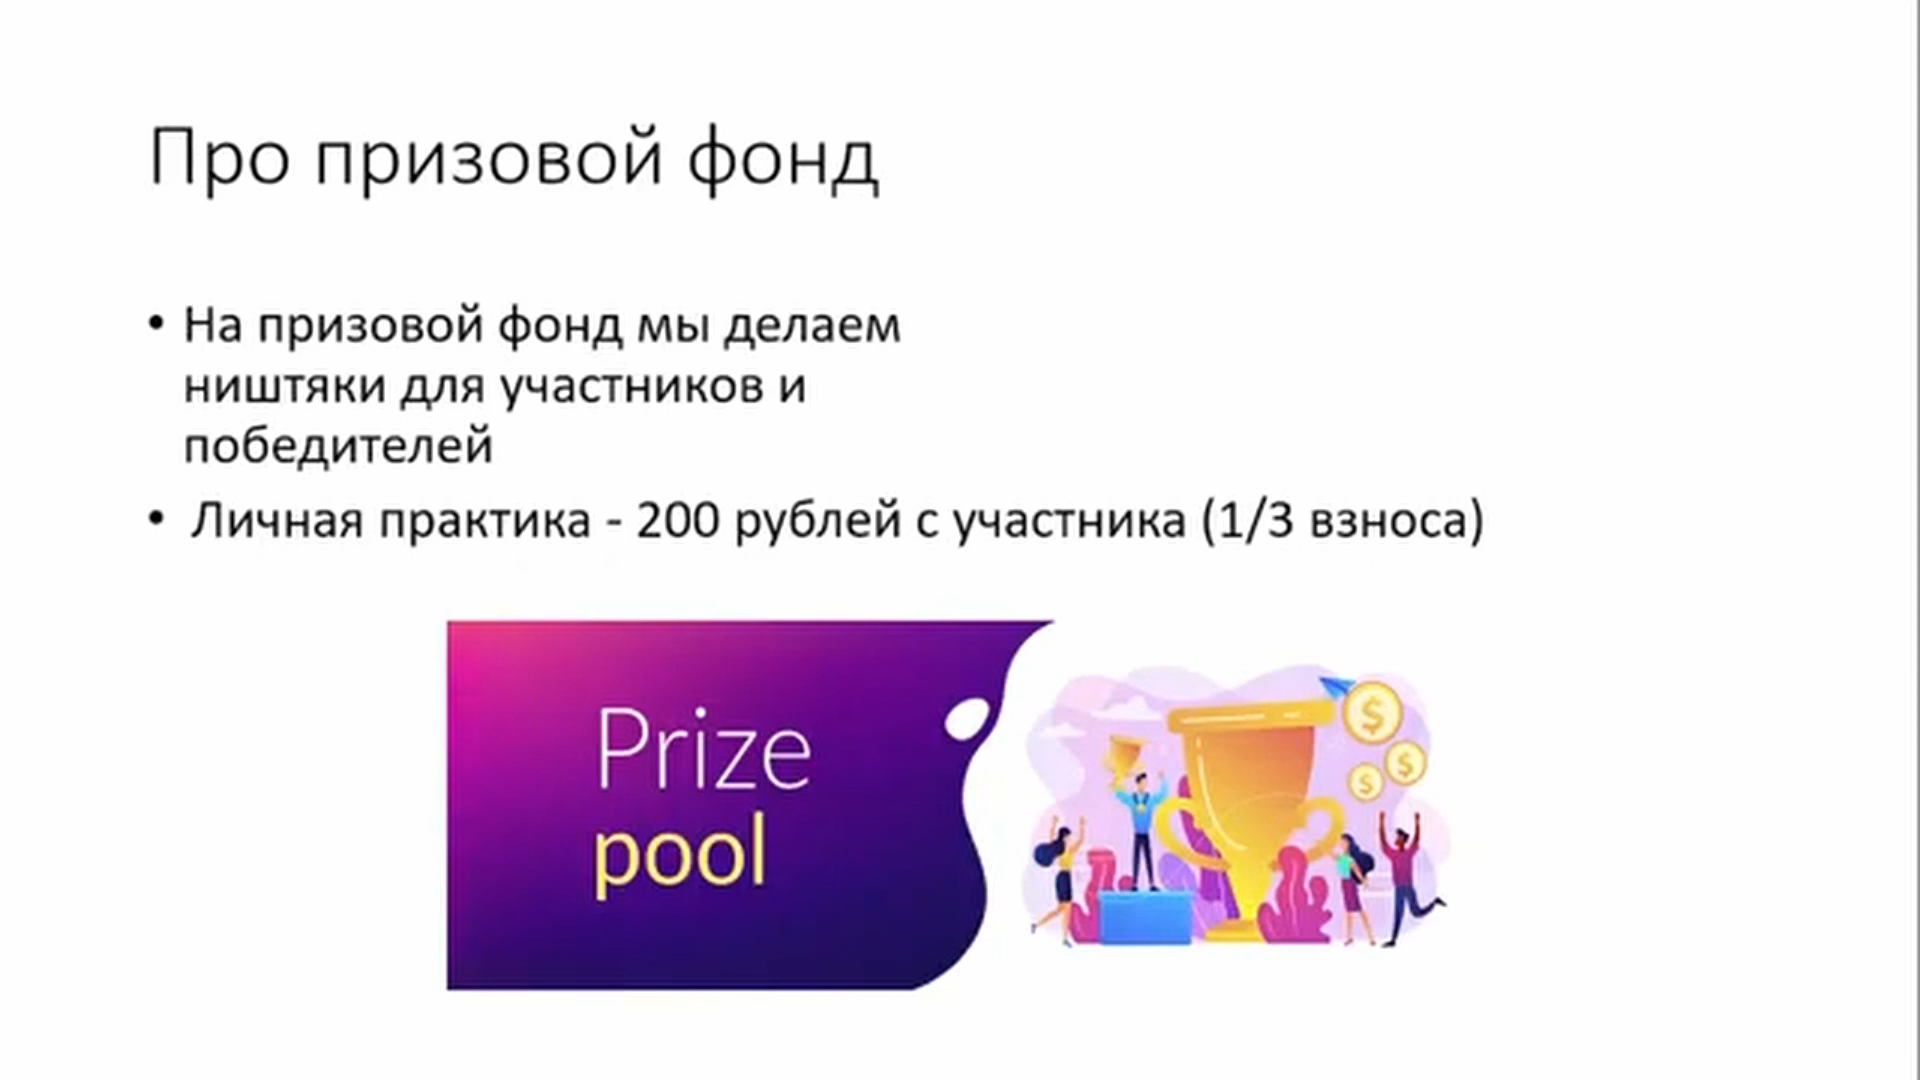 Про призовой фонд
• На призовой фонд мы делаем
ништяки для участников и
победителей
• Личная практика - 200 рублей с участника (1/3 взноса)
Prize
pool
$
$
$